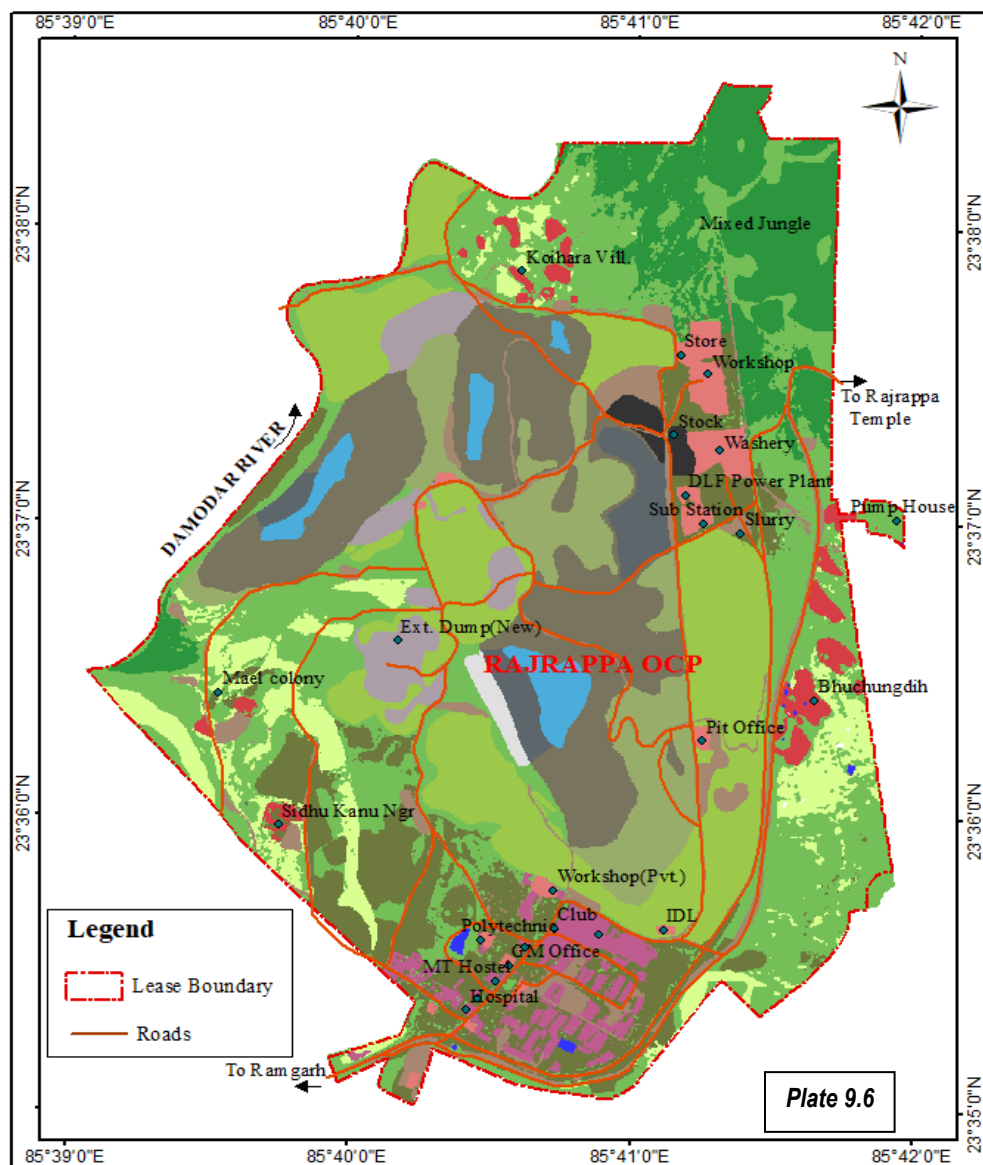 85°39'0"E
85°40'0"E
85°41'0"E
85°42'0"E
N
23°38'0"N
23°38'0"N
Mixed Jungle
Koihara Vill.
Store
Workshop
To Rajrappa
Temple
Stock
Washery
DAMODAR RIVER
DLF Power Plant
Sub Station
Slurry
Pump House
23°37'0"N
23°37'0"N
Ext. Dump(New)
RAJRAPPA OCP
Mael colony
Bhuchungdih
Pit Office
Sidhu Kanu Ngr
23°36'0"N
23°36'0"N
Workshop(Pvt.)
Club
IDL
Polytechni
GM Office
MT Hostel
Hospital
Legend
Lease Boundary
Roads
To Ramgarh
Plate 9.6
23°35'0"N
85°39'0"E
85°40'0"E
85°41'0"E
85°42'0"E